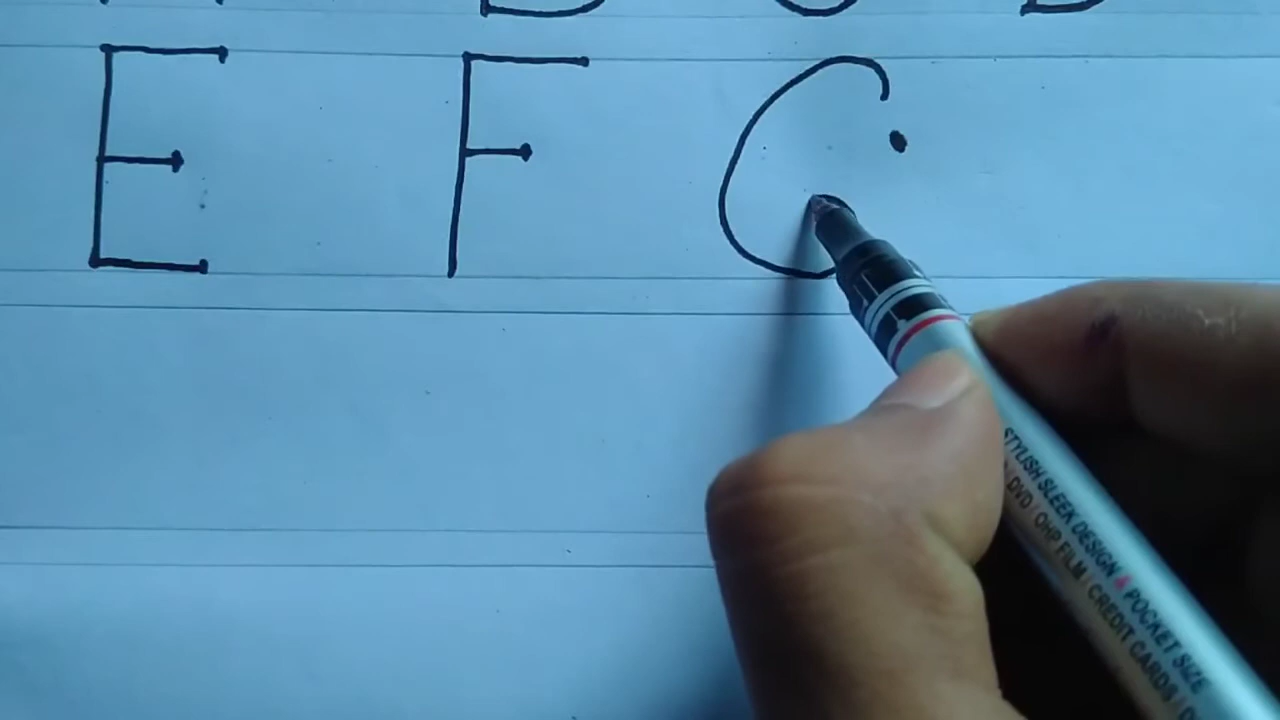 E F
STYLISH SLEEK DESIGN & POCKET SIZE
DVD / OHP FILM / CREDIT CARDS /